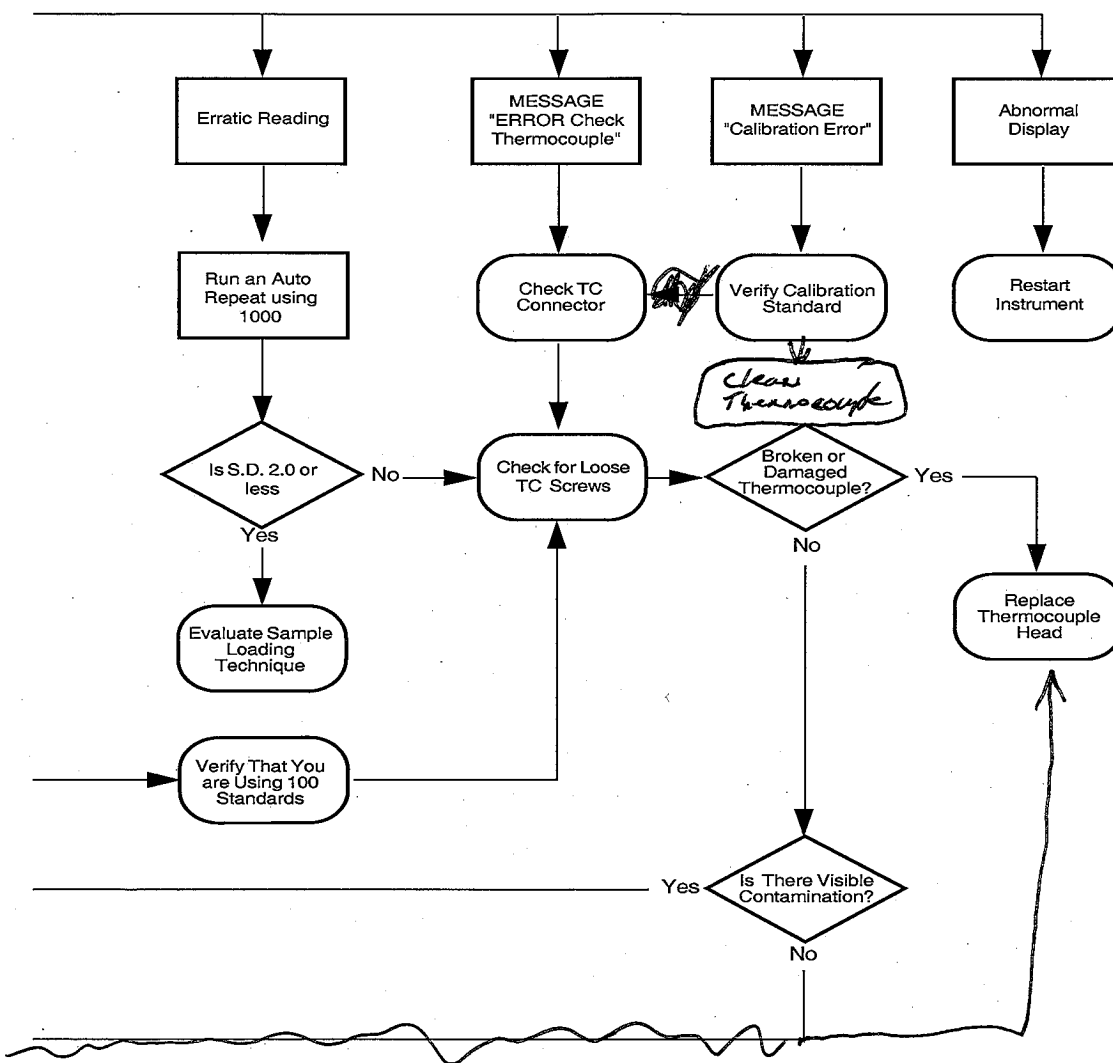 Erratic Reading
MESSAGE
"ERROR Check
Thermocouple"
MESSAGE
"Calibration Error"
Abnormal
Display
Run an Auto
Repeat using
1000
Check TC
Connector
Verify Calibration
Standard
Restart
Instrument
clean
Thermocouple
Is S.D. 2.0 or
less
No
Yes
Check for Loose
TC Screws
Broken or
Damaged
Thermocouple?
Yes
No
Evaluate Sample
Loading
Technique
Replace
Thermocouple
Head
Verify That You
are Using 100
Standards
Yes
Is There Visible
Contamination?
No